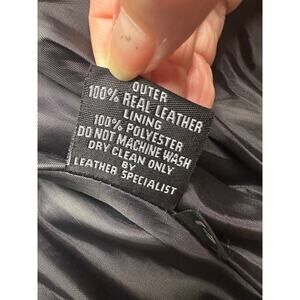 OUTER
100% REAL LEATHER
LINING
100% POLYESTER
DO NOT MACHINE WASH
DRY CLEAN ONLY
BY
LEATHER SPECIALIST